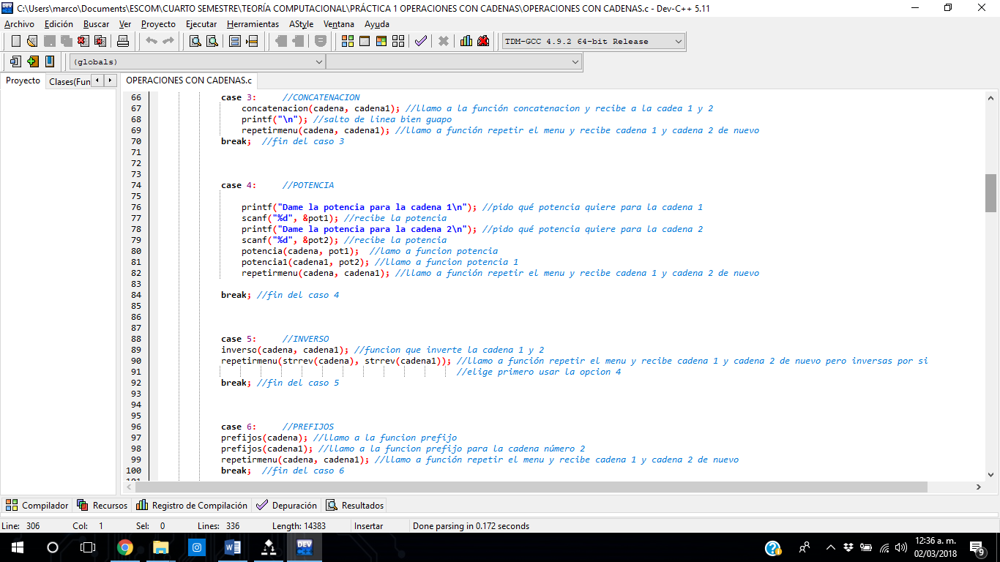 C:\Users\marco\Documents\ESCOM\CUARTO SEMESTRE\TEORÍA COMPUTACIONAL\PRÁCTICA 1 OPERACIONES CON CADENAS\OPERACIONES CON CADENAS.c - Dev-C++ 5.11
Archivo Edición Buscar Ver Proyecto Ejecutar Herramientas AStyle Ventana Ayuda
TDM-GCC 4.9.2 64-bit Release
(globals)
Proyecto Clases(Fun OPERACIONES CON CADENAS.c
66 case 3: //CONCATENACION
67 concatenacion(cadena, cadena1); //llamo a la función concatenacion y recibe a la cadea 1 y 2
68 printf("\n"); //salto de linea bien guapo
69 repetirmenu(cadena, cadena1); //llamo a función repetir el menu y recibe cadena 1 y cadena 2 de nuevo
70 break; //fin del caso 3
71
72
73
74 case 4: //POTENCIA
75
76 printf("Dame la potencia para la cadena 1\n"); //pido qué potencia quiere para la cadena 1
77 scanf("%d", &pot1); //recibe la potencia
78 printf("Dame la potencia para la cadena 2\n"); //pido qué potencia quiere para la cadena 2
79 scanf("%d", &pot2); //recibe la potencia
80 potencia(cadena, pot1); //lamo a funcion potencia
81 potencia1(cadena1, pot2); //llamo a funcion potencia 1
82 repetirmenu(cadena, cadena1); //llamo a función repetir el menu y recibe cadena 1 y cadena 2 de nuevo
83
84 break; //fin del caso 4
85
86
87
88 case 5: //INVERSO
89 inverso(cadena, cadena1); //funcion que inverte la cadena 1 y 2
90 repetirmenu(strrev(cadena), strrev(cadena1)); //llamo a función repetir el menu y recibe cadena 1 y cadena 2 de nuevo pero inversas por si
91 //elige primero usar la opcion 4
92 break; //fin del caso 5
93
94
95
96 case 6: //PREFIJOS
97 prefijos(cadena); //llamo a la funcion prefijo
98 prefijos(cadena1); //llamo a la funcion prefijo para la cadena número 2
99 repetirmenu(cadena, cadena1); //llamo a función repetir el menu y recibe cadena 1 y cadena 2 de nuevo
100 break; //fin del caso 6
Compilador Recursos Registro de Compilación Depuración Resultados
Line: 306 Col: 1 Sel: 0 Lines: 336 Length: 14383 Insertar Done parsing in 0.172 seconds
12:36 a. m.
02/03/2018
9